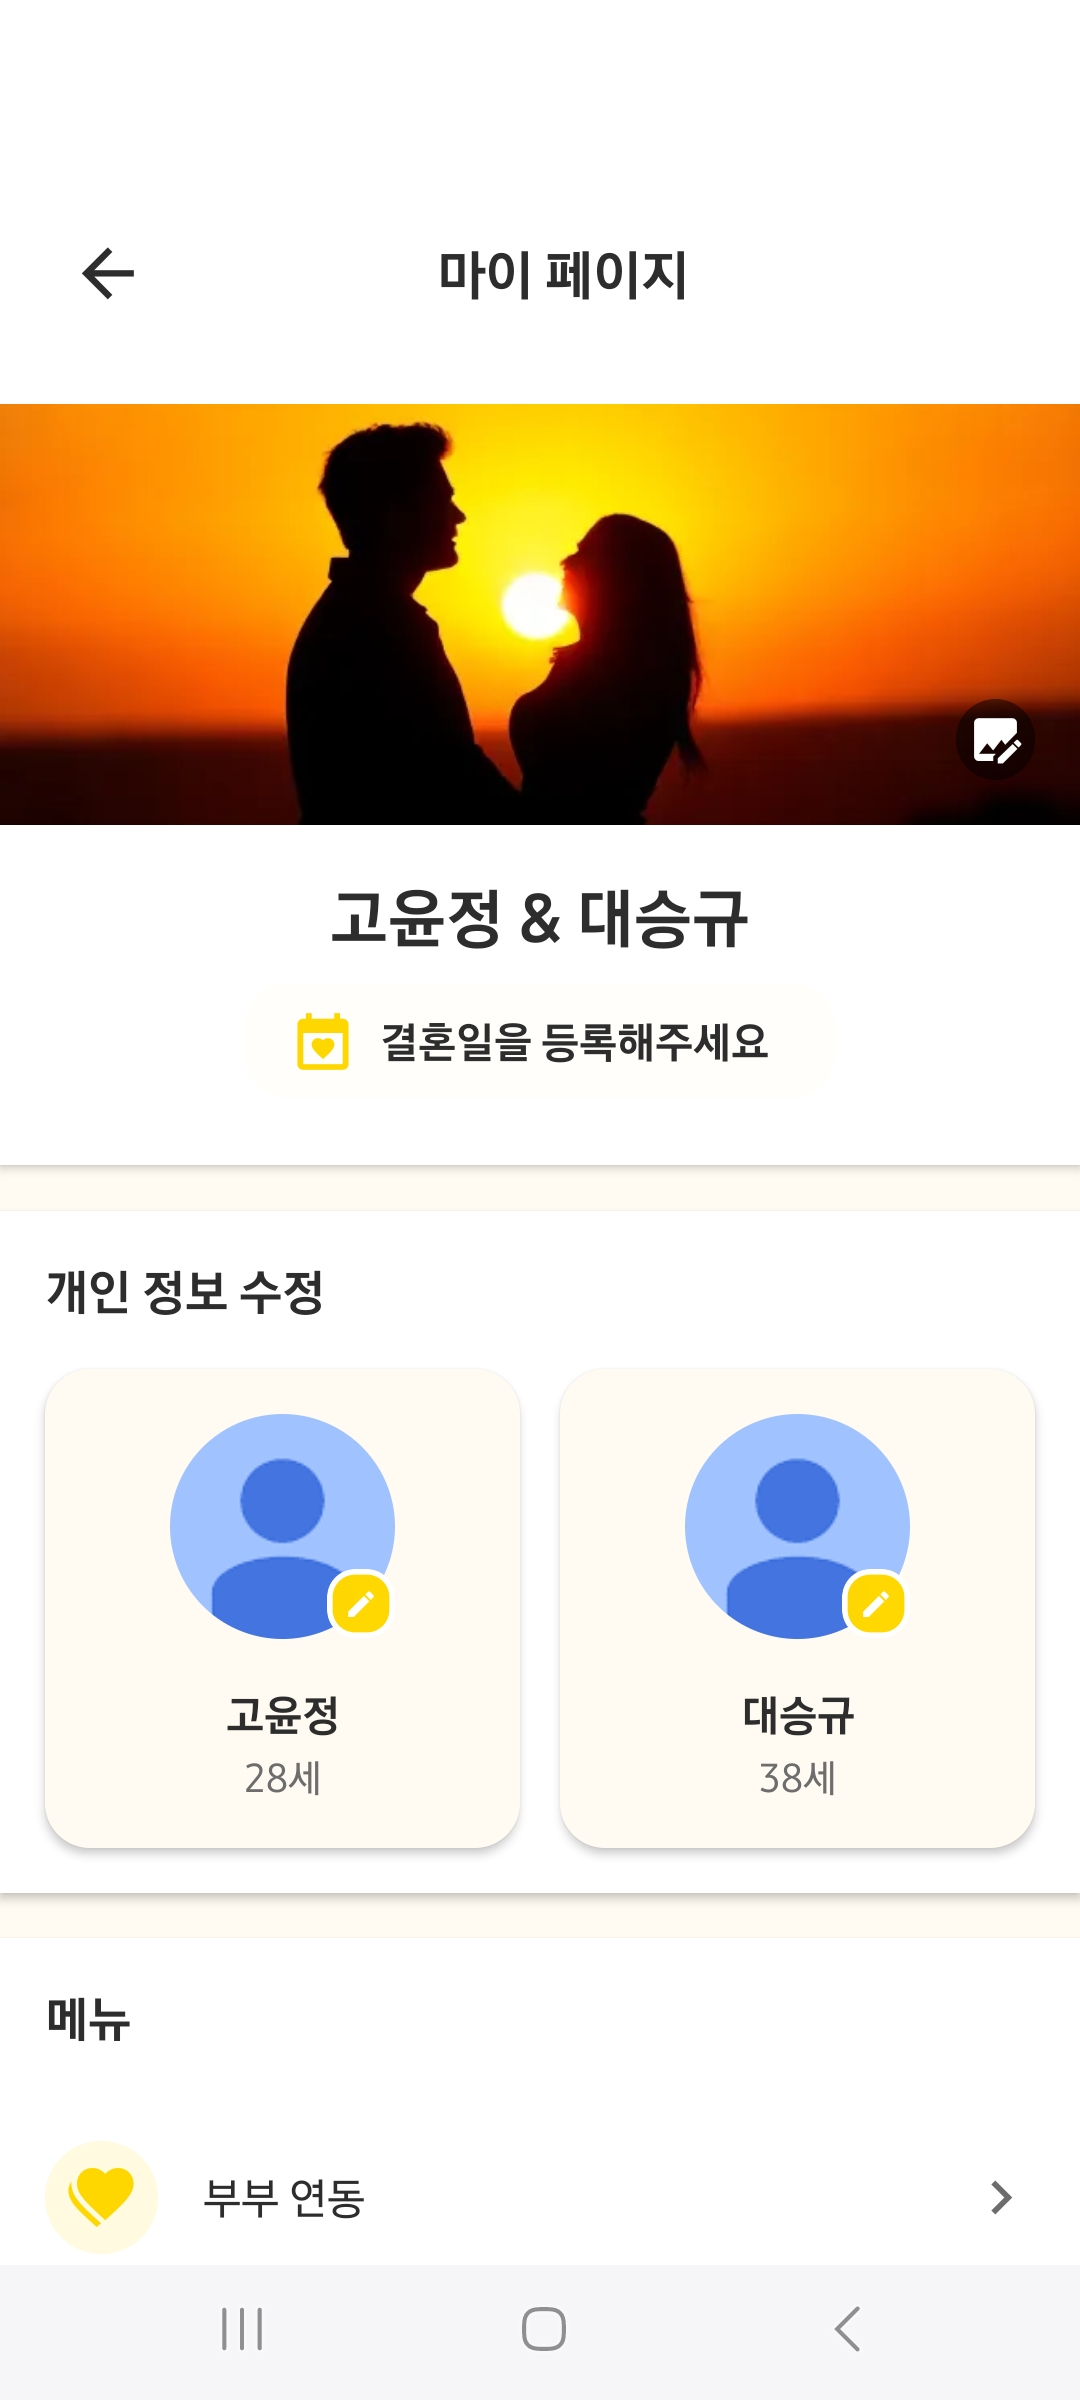 마이 페이지
고윤정 & 대승규
결혼일을 등록해주세요
개인 정보 수정
고윤정
28세
대승규
38세
메뉴
부부 연동